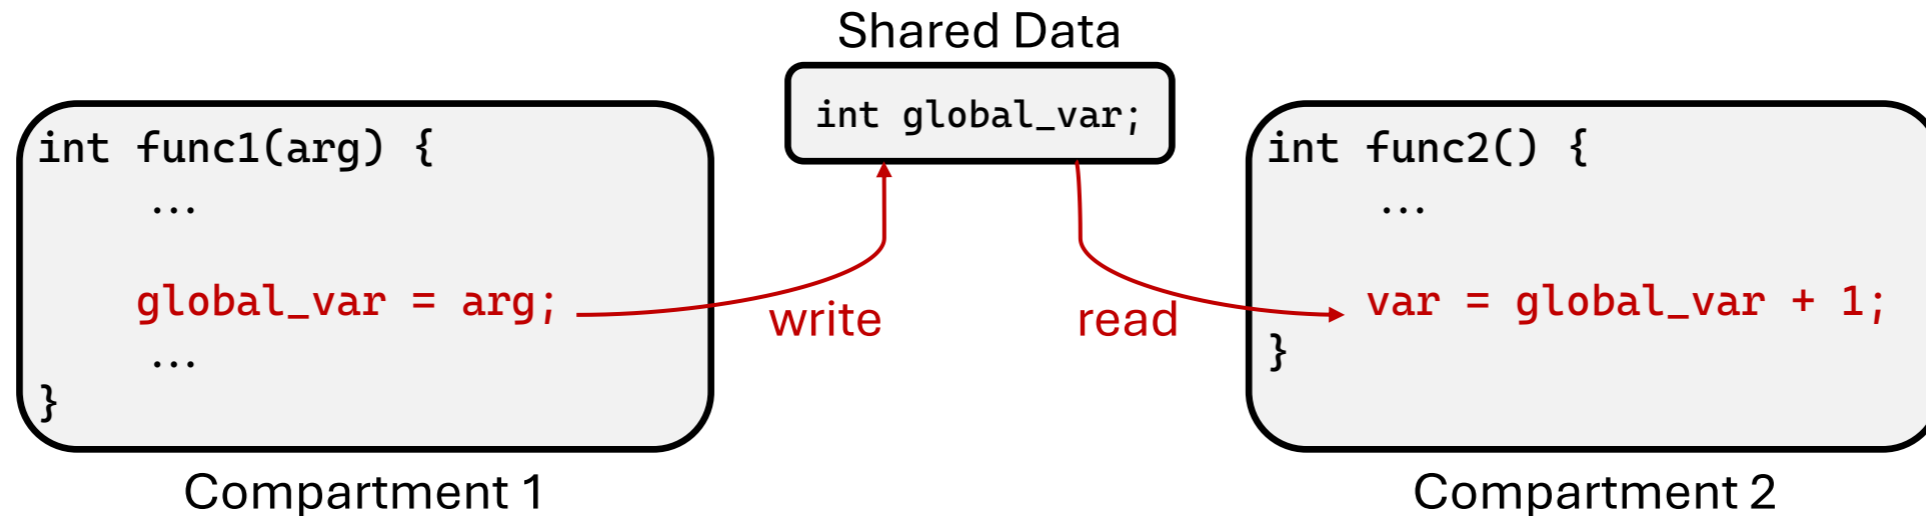 Shared Data
int global_var;
int func1(arg) {
...
global_var = arg;
...
}
Compartment 1
write
read
int func2() {
...
var = global_var + 1;
}
Compartment 2